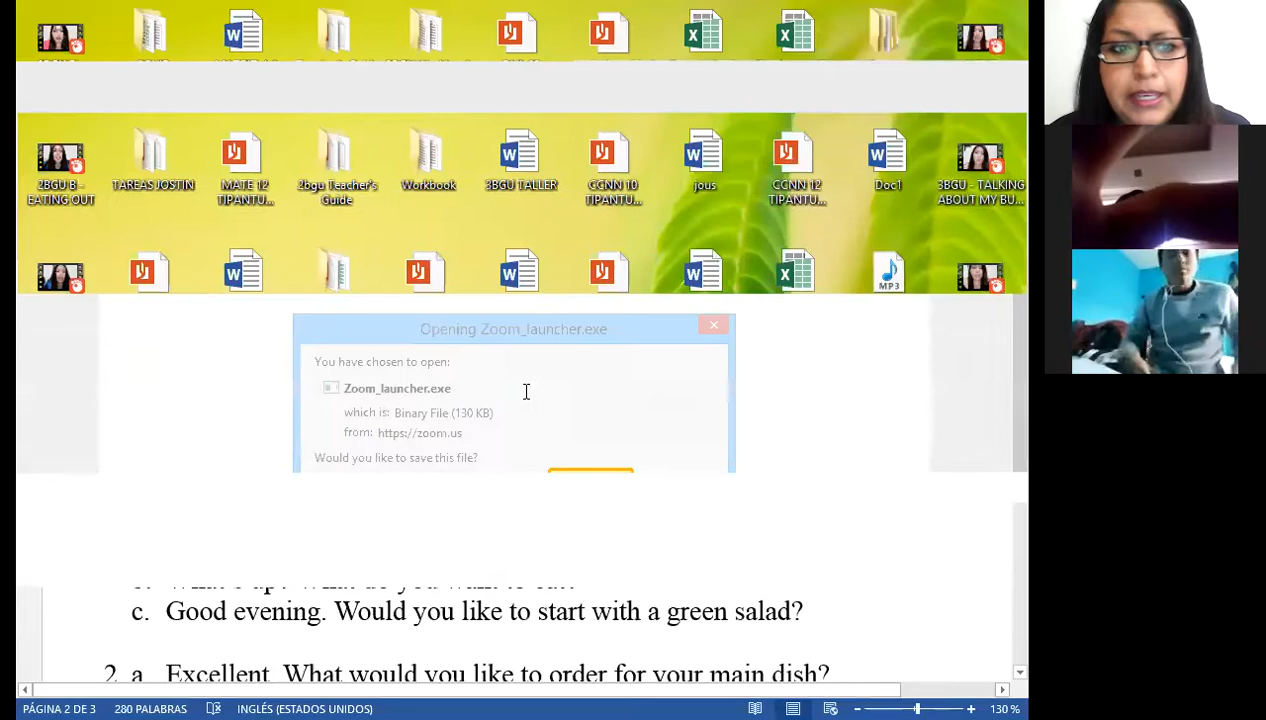 2BGU B -
EATING OUT
TAREAS JOSTIN
MATE 12
TIPANTU...
2bgu Teacher's
Guide
Workbook
3BGU TALLER
CCNN 10
TIPANTU...
jous
CCNN 12
TIPANTU...
Doc1
3BGU - TALKING
ABOUT MY BU...
MP3
Opening Zoom_launcher.exe
You have chosen to open:
Zoom_launcher.exe
which is: Binary File (130 KB)
from: https://zoom.us
Would you like to save this file?
c. Good evening. Would you like to start with a green salad?
2. a. Excellent. What would you like to order for your main dish?
PÁGINA 2 DE 3 280 PALABRAS INGLÉS (ESTADOS UNIDOS) 130 %